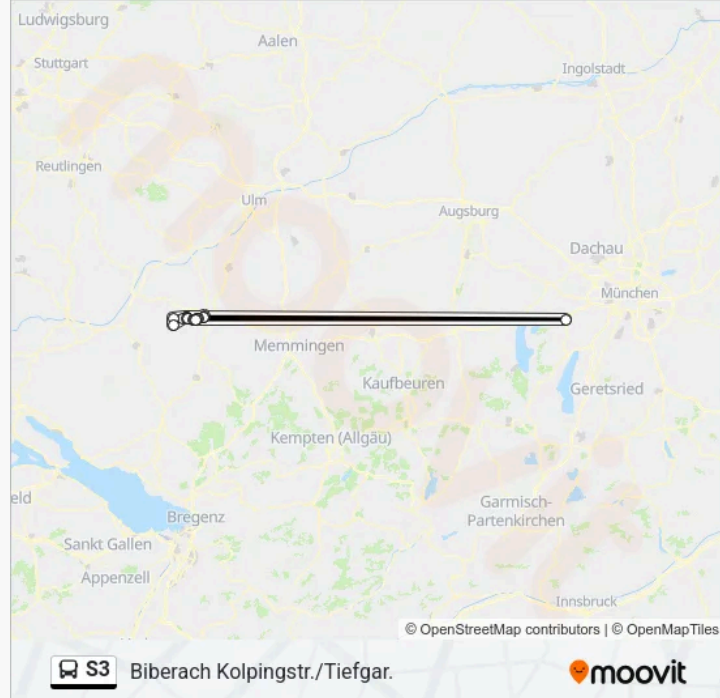 Ludwigsburg
Aalen
Stuttgart
Ingolstadt
Reutlingen
Ulm
Augsburg
Dachau
München
Memmingen
Kaufbeuren
Geretsried
Kempten (Allgäu)
eld
Garmisch-
Partenkirchen
Bregenz
Sankt Gallen
Appenzell
Innsbruck
© OpenStreetMap contributors | © OpenMapTiles
S3 Biberach Kolpingstr./Tiefgar.
moovit
moovit